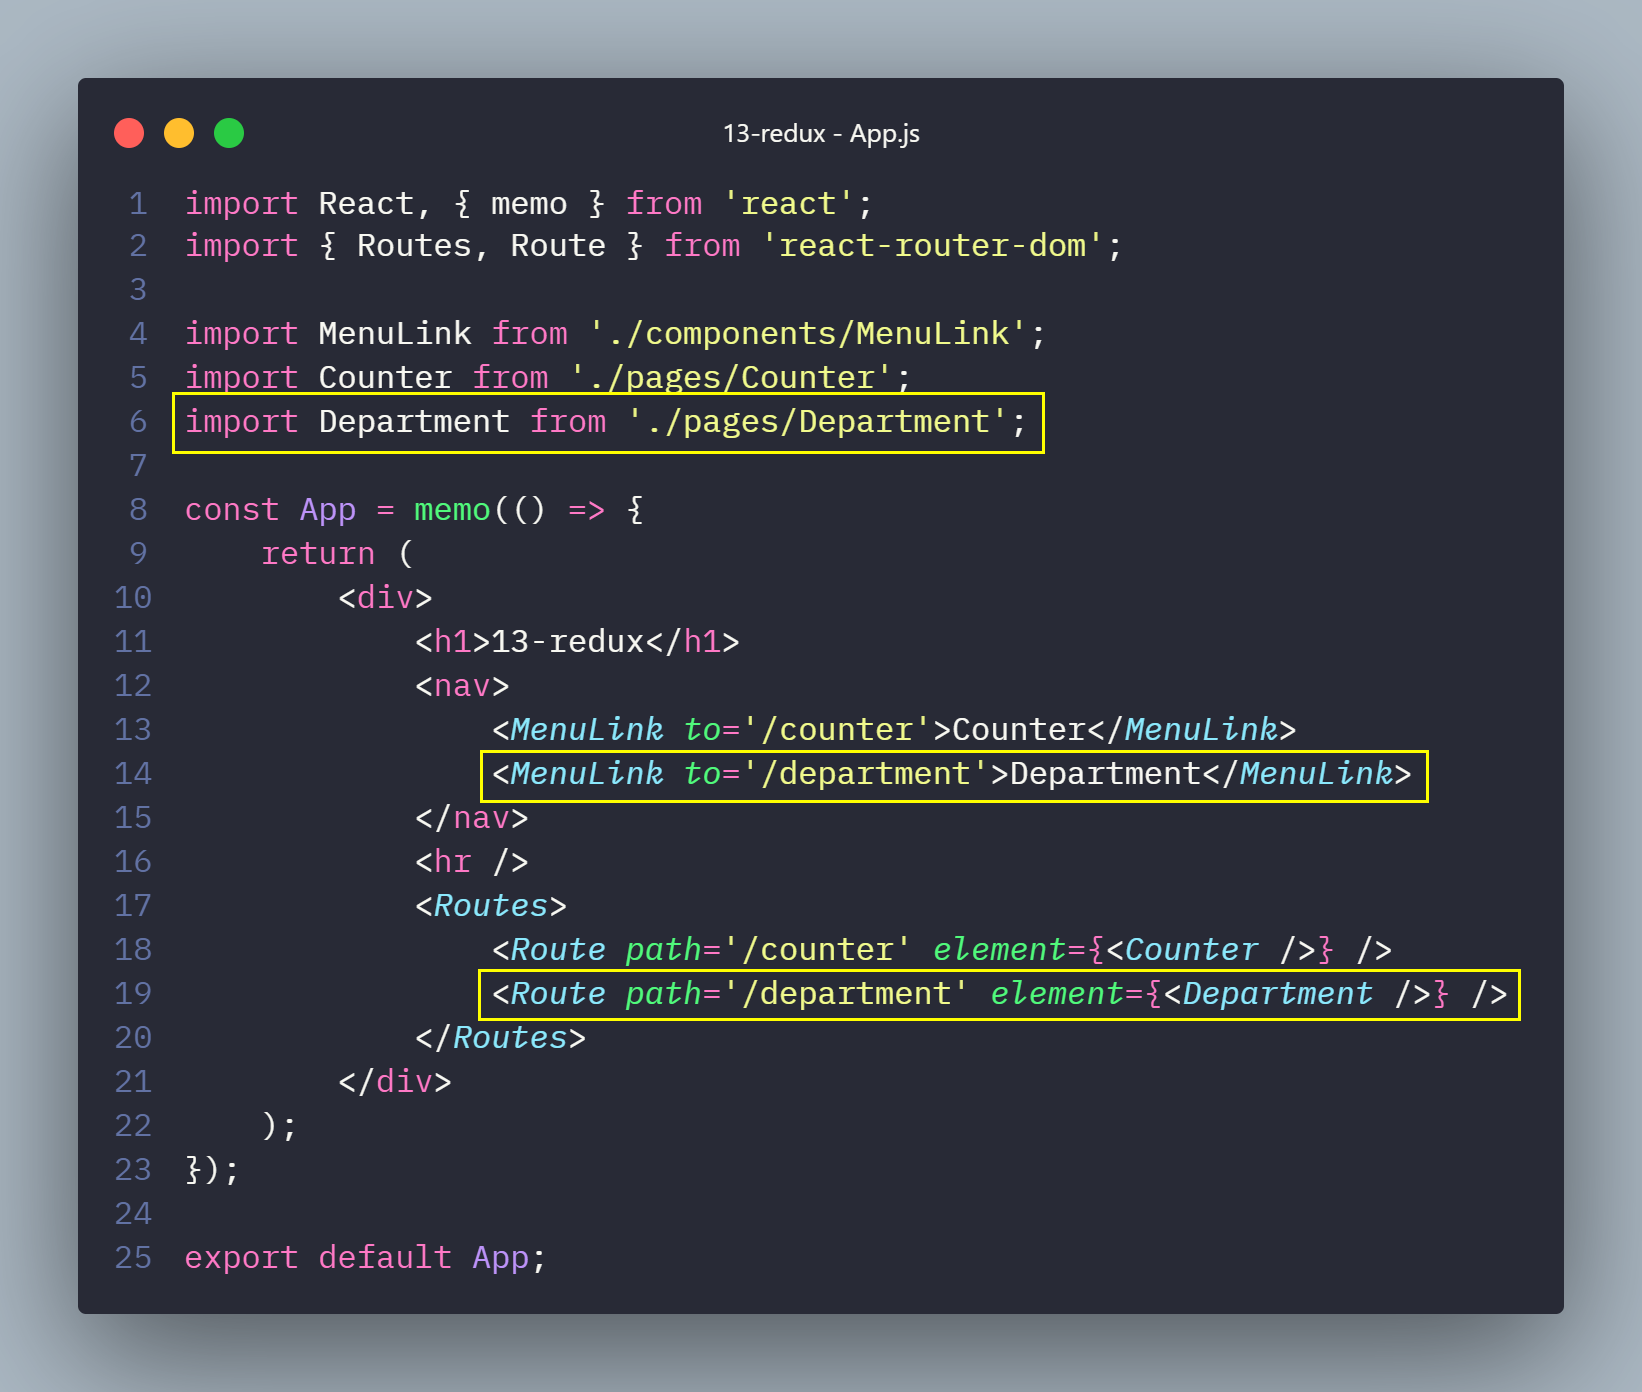 13-redux - App.js
1 import React, { memo } from 'react';
2 import { Routes, Route } from 'react-router-dom';
3
4 import MenuLink from './components/MenuLink';
5 import Counter from './pages/Counter';
6 import Department from './pages/Department';
7
8 const App = memo(() => {
9     return (
10         <div>
11             <h1>13-redux</h1>
12             <nav>
13                 <MenuLink to='/counter'>Counter</MenuLink>
14                 <MenuLink to='/department'>Department</MenuLink>
15             </nav>
16             <hr />
17             <Routes>
18                 <Route path='/counter' element={<Counter />} />
19                 <Route path='/department' element={<Department />} />
20             </Routes>
21         </div>
22     );
23 });
24
25 export default App;